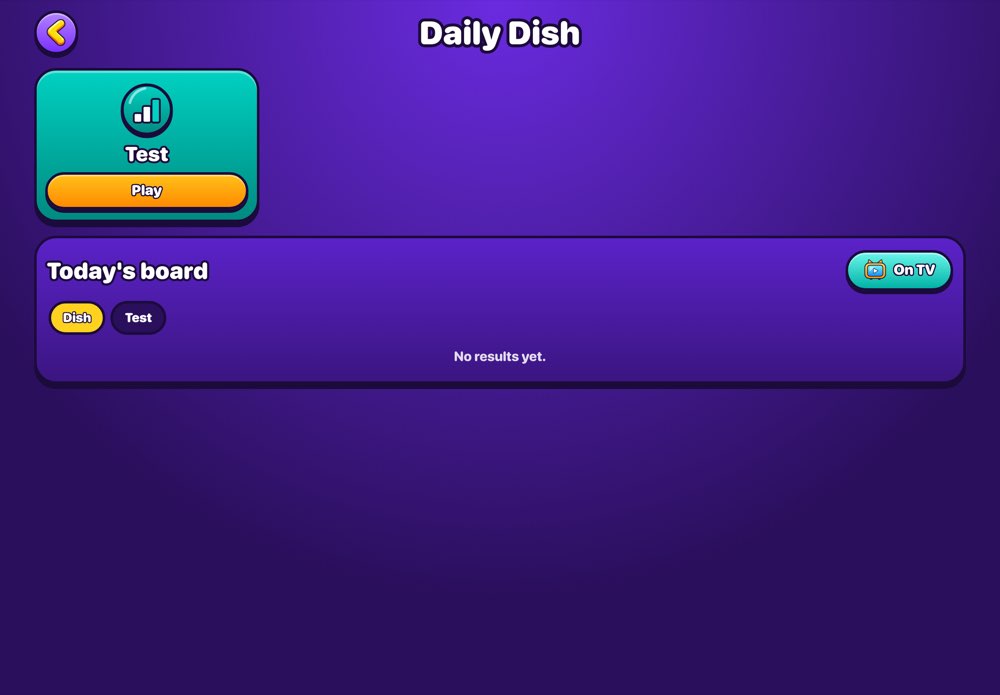 Daily Dish
Test
Play
Today's board
On TV
Dish
Test
No results yet.